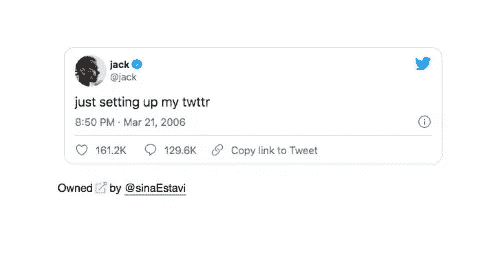 jack
@jack
just setting up my twttr
8:50 PM · Mar 21, 2006
161.2K 129.6K Copy link to Tweet
Owned by @sinaEstavi